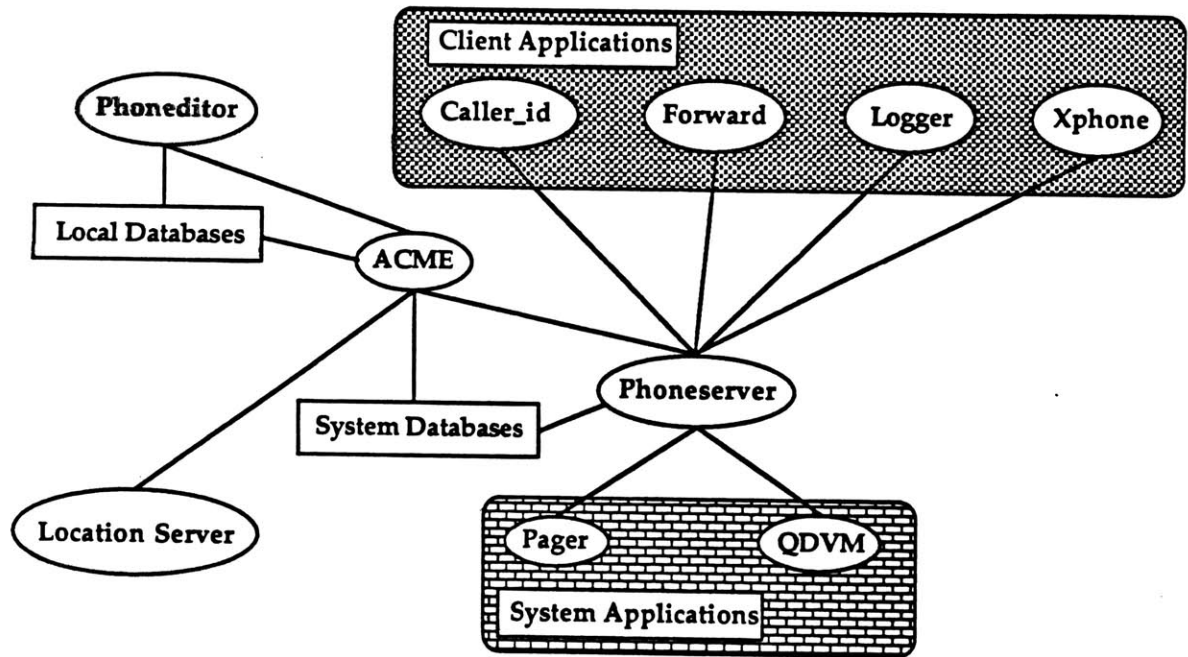 Client Applications
Phoneditor
Caller_id
Forward
Logger
Xphone
Local Databases
ACME
Phoneserver
System Databases
Location Server
Pager
QDVM
System Applications